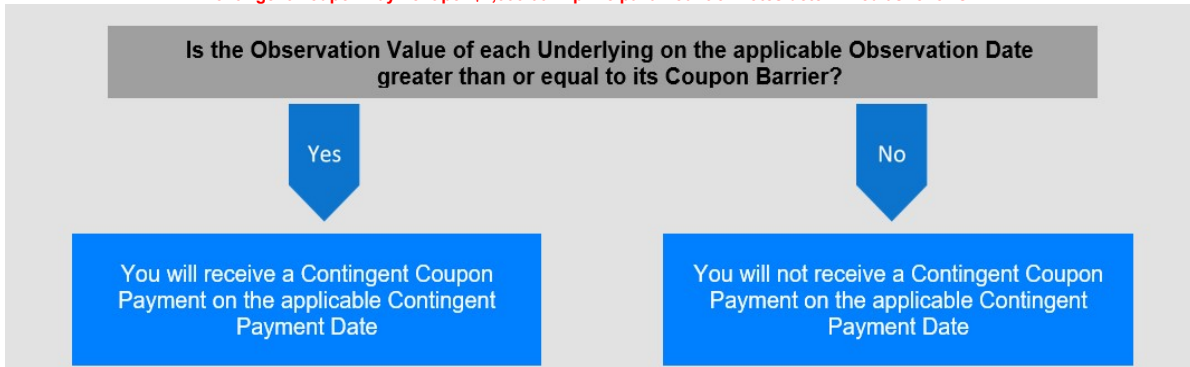 Is the Observation Value of each Underlying on the applicable Observation Date
greater than or equal to its Coupon Barrier?
Yes
No
You will receive a Contingent Coupon
Payment on the applicable Contingent
Payment Date
You will not receive a Contingent Coupon
Payment on the applicable Contingent
Payment Date